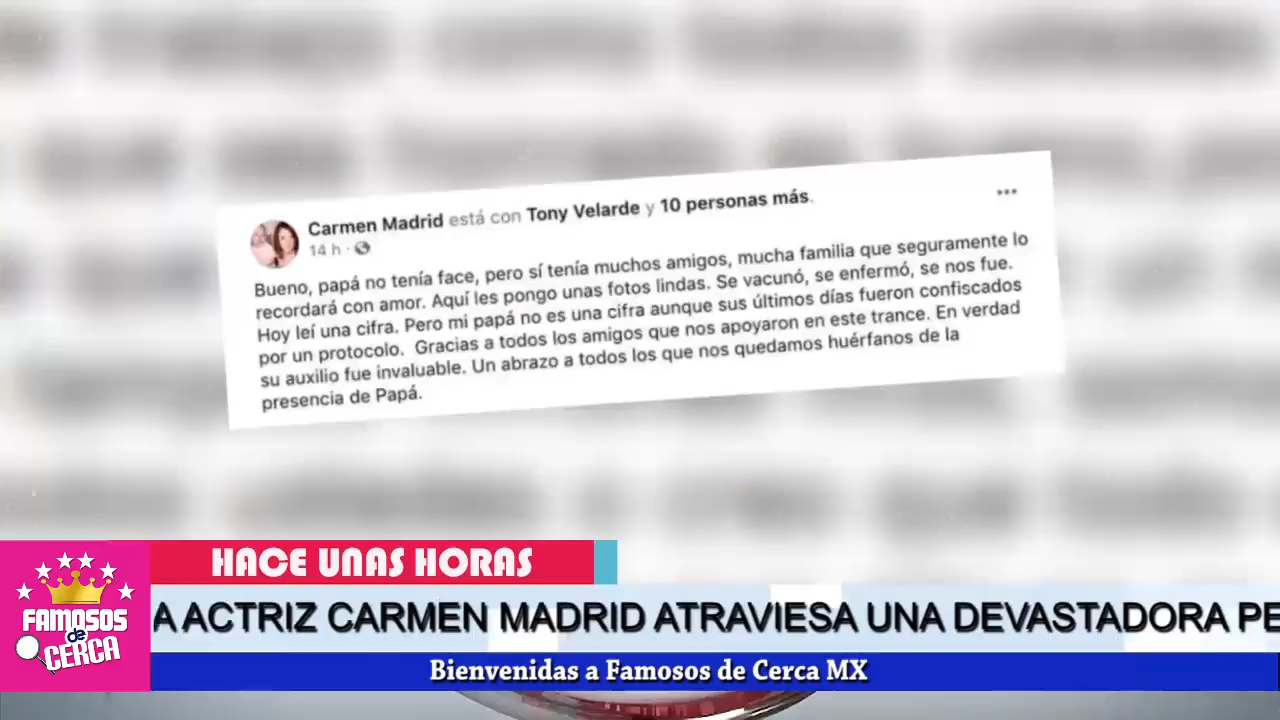 Carmen Madrid está con Tony Velarde y 10 personas más.
14 h ·
Bueno, papá no tenía face, pero sí tenía muchos amigos, mucha familia que seguramente lo
recordará con amor. Aquí les pongo unas fotos lindas. Se vacunó, se enfermó, se nos fue.
Hoy leí una cifra. Pero mi papá no es una cifra aunque sus últimos días fueron confiscados
por un protocolo. Gracias a todos los amigos que nos apoyaron en este trance. En verdad
su auxilio fue invaluable. Un abrazo a todos los que nos quedamos huérfanos de la
presencia de Papá.
HACE UNAS HORAS
A ACTRIZ CARMEN MADRID ATRAVIESA UNA DEVASTADORA PE
FAMOSOS
de
CERCA
Bienvenidas a Famosos de Cerca MX